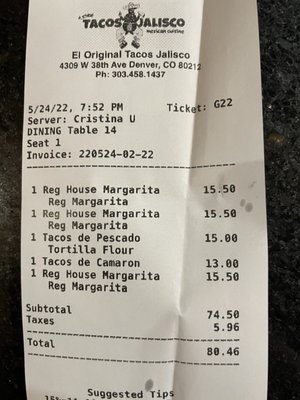 TACOS JALISCO
mexican cuisine
El Original Tacos Jalisco
4309 W 38th Ave Denver, CO 80212
Ph: 303.458.1437
5/24/22, 7:52 PM Ticket: G22
Server: Cristina U
DINING Table 14
Seat 1
Invoice: 220524-02-22
1 Reg House Margarita 15.50
Reg Margarita
1 Reg House Margarita 15.50
Reg Margarita
1 Tacos de Pescado 15.00
Tortilla Flour
1 Tacos de Camaron 13.00
1 Reg House Margarita 15.50
Reg Margarita
Subtotal 74.50
Taxes 5.96
Total 80.46
Suggested Tips